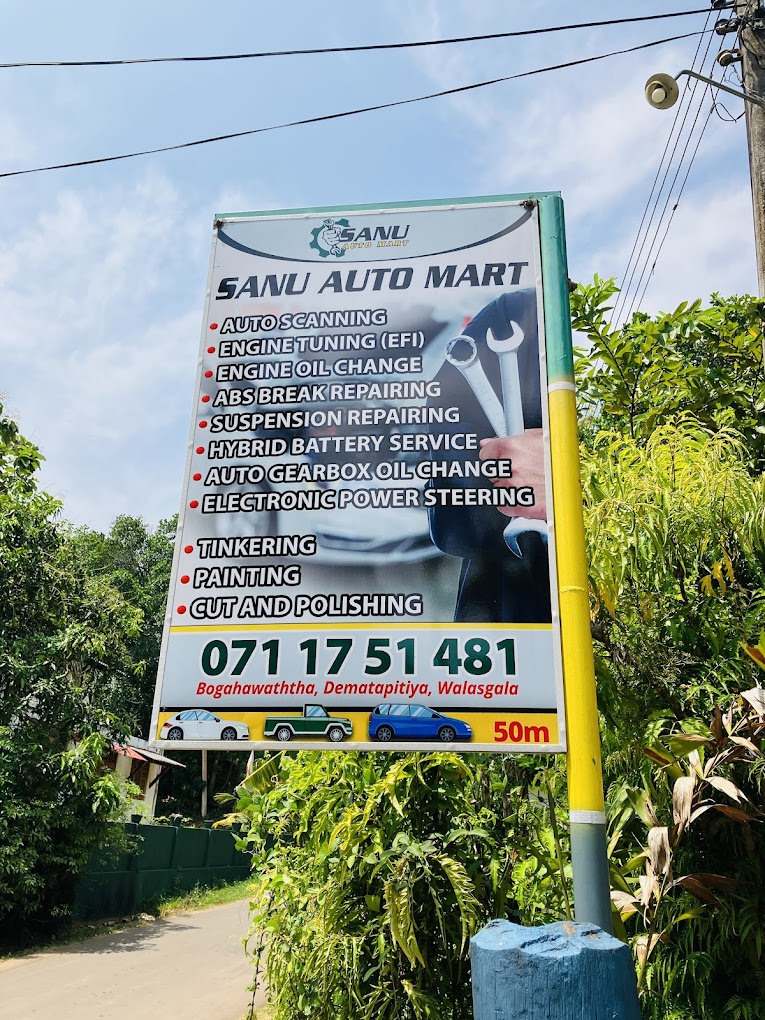 SANU
AUTO MART
SANU AUTO MART
• AUTO SCANNING
• ENGINE TUNING (EFI)
• ENGINE OIL CHANGE
• ABS BREAK REPAIRING
• SUSPENSION REPAIRING
• HYBRID BATTERY SERVICE
• AUTO GEARBOX OIL CHANGE
• ELECTRONIC POWER STEERING
• TINKERING
• PAINTING
• CUT AND POLISHING
071 17 51 481
Bogahawaththa, Dematapitiya, Walasgala
50m